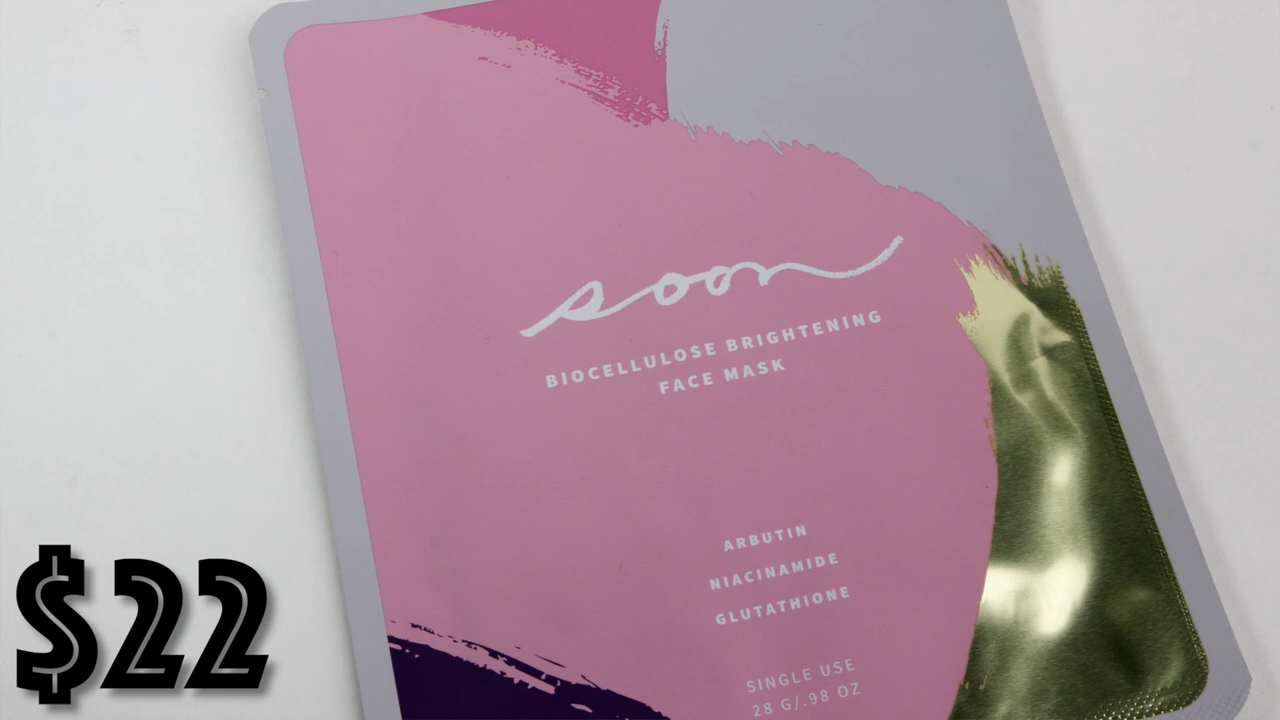 soon
BIOCELLULOSE BRIGHTENING
FACE MASK
ARBUTIN
NIACINAMIDE
GLUTATHIONE
SINGLE USE
28 G/.98 OZ
$22